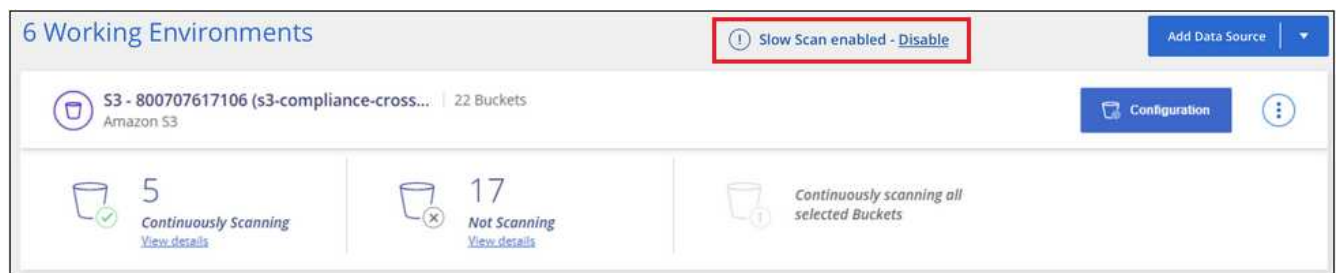 6 Working Environments
Slow Scan enabled - Disable
Add Data Source
S3 - 800707617106 (s3-compliance-cross... | 22 Buckets
Amazon S3
Configuration
5
Continuously Scanning
View details
17
Not Scanning
View details
Continuously scanning all
selected Buckets